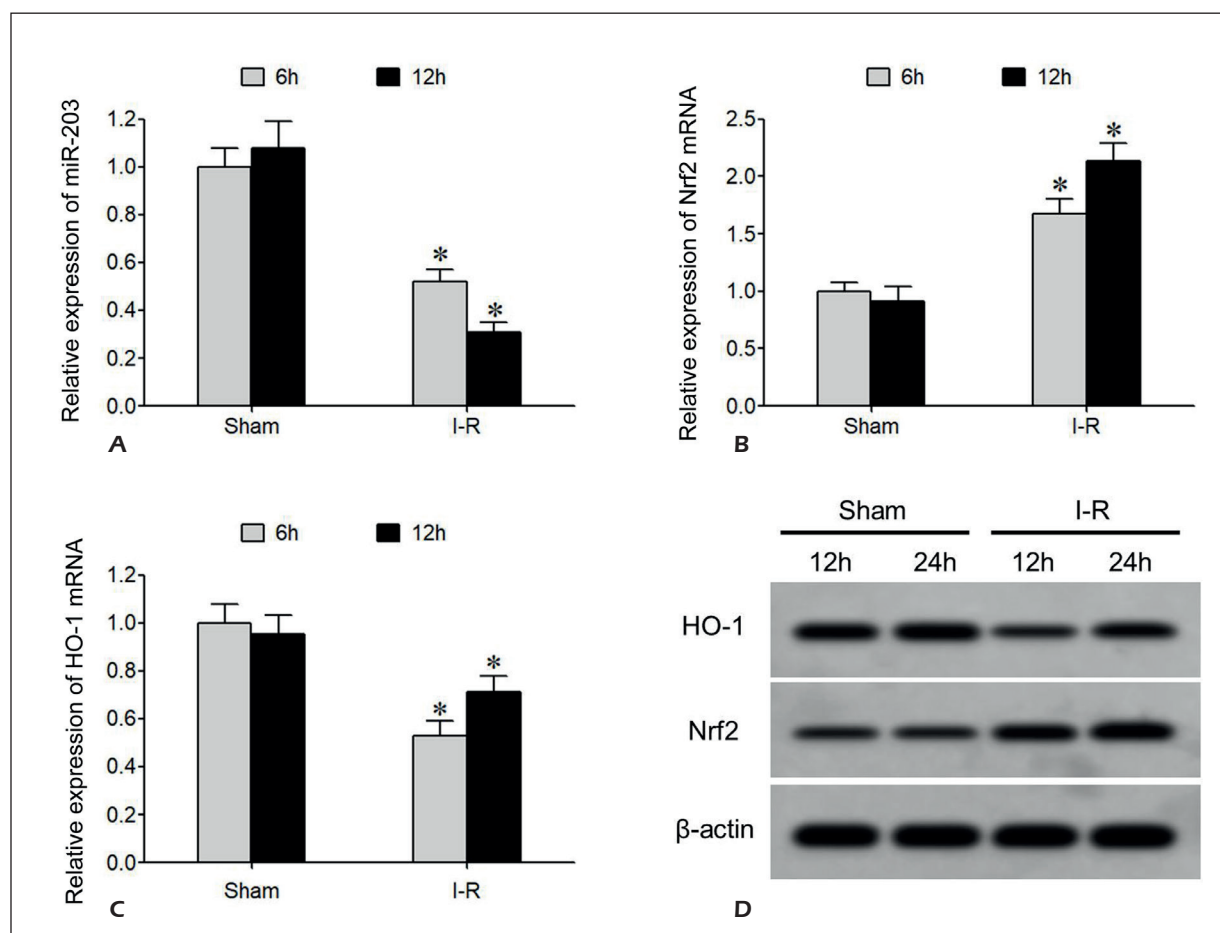 6h 12h
Relative expression of miR-203
1.2
1.0
0.8
0.6
0.4
0.2
0.0
* *
Sham I-R
A
6h 12h
Relative expression of Nrf2 mRNA
2.5
2.0
1.5
1.0
0.5
0.0
* *
Sham I-R
B
6h 12h
Relative expression of HO-1 mRNA
1.2
1.0
0.8
0.6
0.4
0.2
0.0
* *
Sham I-R
C
Sham I-R
12h 24h 12h 24h
HO-1
Nrf2
β-actin
D